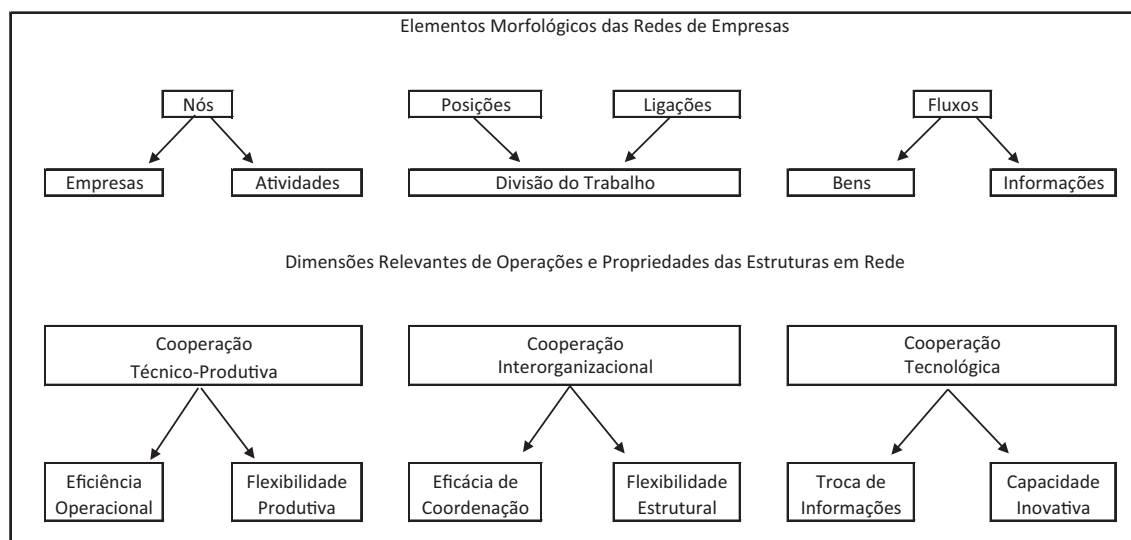 Elementos Morfológicos das Redes de Empresas
Nós
Posições
Ligações
Fluxos
Empresas
Atividades
Divisão do Trabalho
Bens
Informações
Dimensões Relevantes de Operações e Propriedades das Estruturas em Rede
Cooperação
Técnico-Produtiva
Cooperação
Interorganizacional
Cooperação
Tecnológica
Eficiência
Operacional
Flexibilidade
Produtiva
Eficácia de
Coordenação
Flexibilidade
Estrutural
Troca de
Informações
Capacidade
Inovativa